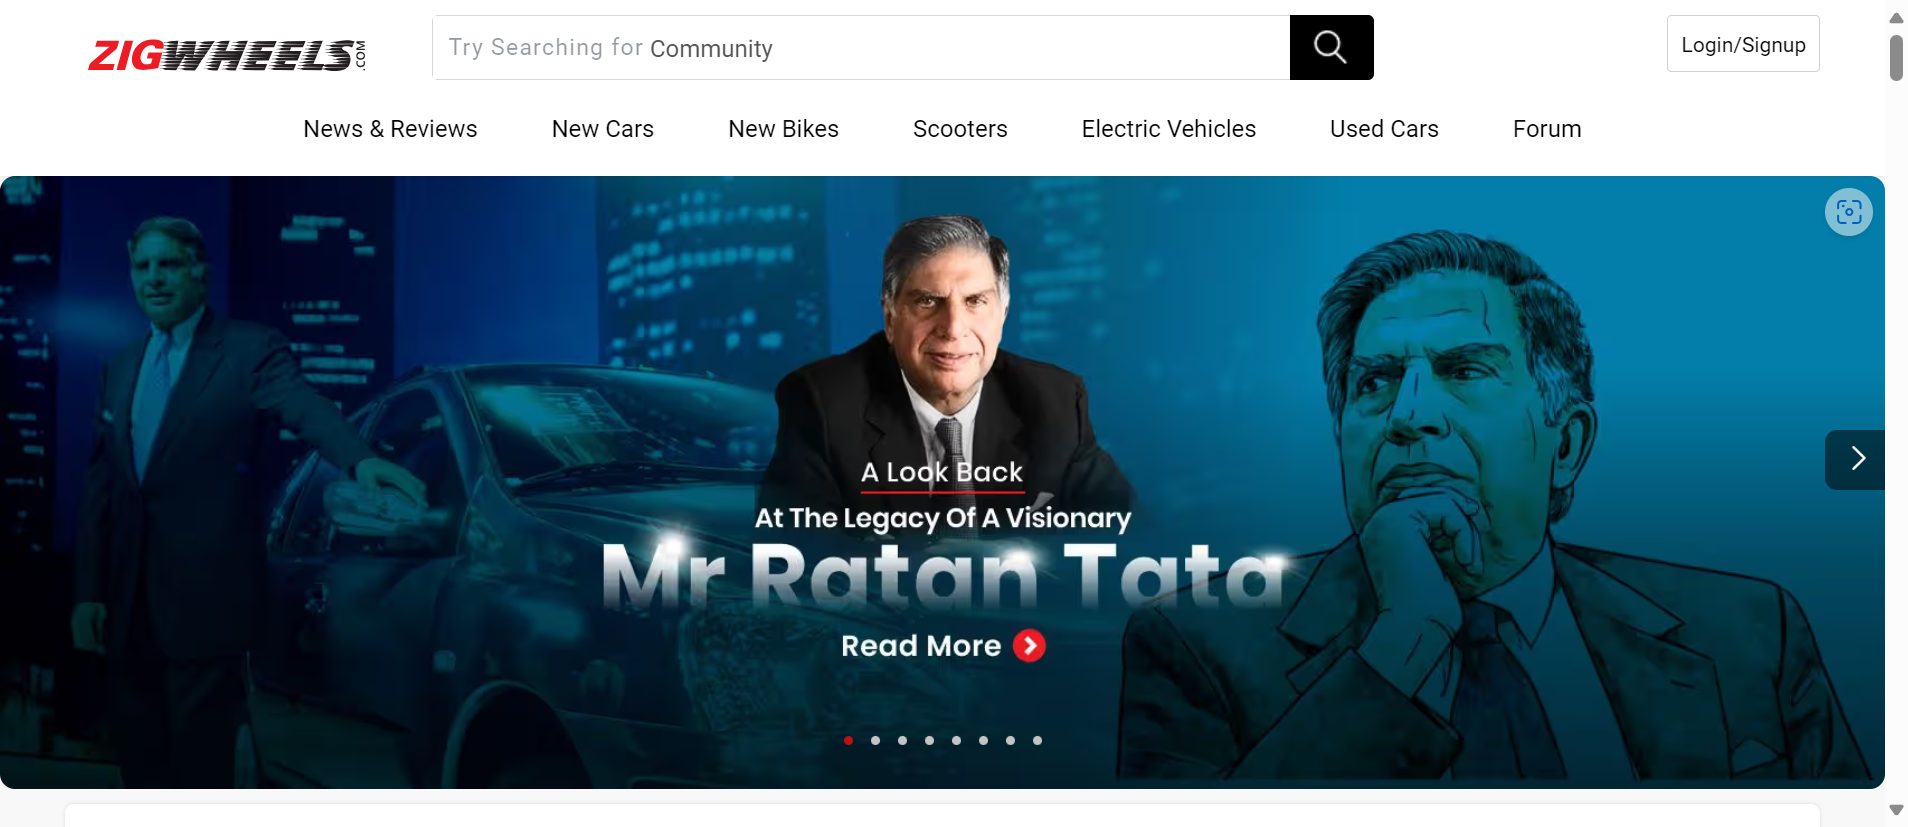 ZIGWHEELS.COM
Try Searching for Community
Login/Signup
News & Reviews
New Cars
New Bikes
Scooters
Electric Vehicles
Used Cars
Forum
A Look Back
At The Legacy Of A Visionary
Mr Ratan Tata
Read More